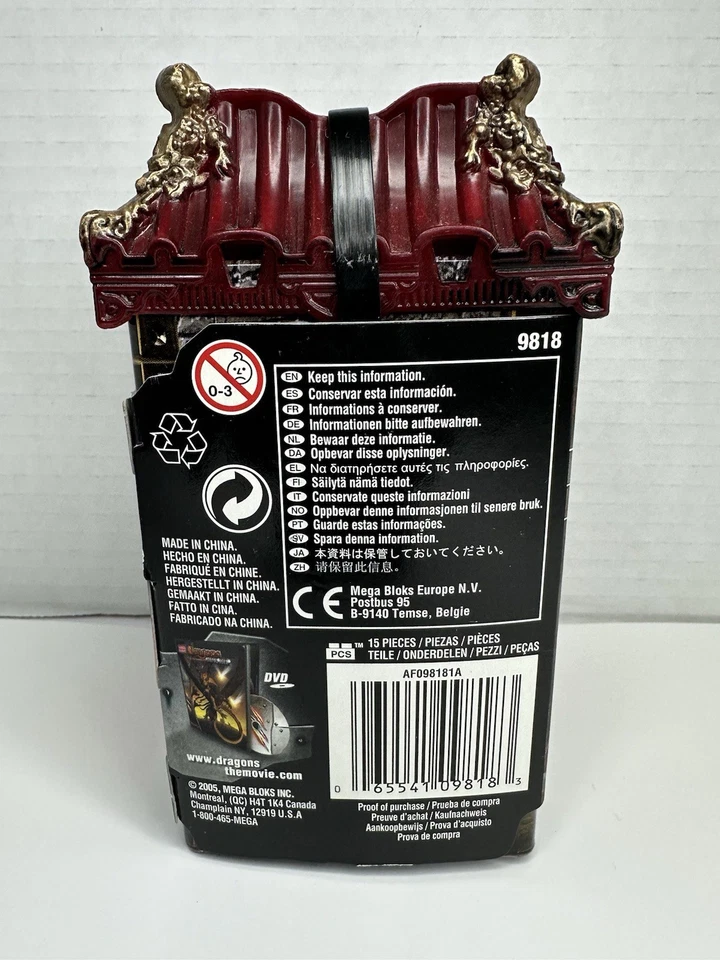 9818
0-3
EN Keep this information.
ES Conservar esta información.
FR Informations à conserver.
DE Informationen bitte aufbewahren.
NL Bewaar deze informatie.
DA Opbevar disse oplysninger.
EL Να διατηρήσετε αυτές τις πληροφορίες.
FI Säilytä nämä tiedot.
IT Conservate queste informazioni
NO Oppbevar denne informasjonen til senere bruk.
PT Guarde estas informações.
SV Spara denna information.
JA 本資料は保管しておいてください。
ZH 请保留此信息。
CE
Mega Bloks Europe N.V.
Postbus 95
B-9140 Temse, Belgie
MADE IN CHINA.
HECHO EN CHINA.
FABRIQUÉ EN CHINE.
HERGESTELLT IN CHINA.
GEMAAKT IN CHINA.
FATTO IN CINA.
FABRICADO NA CHINA.
PCS ™ 15 PIECES / PIEZAS / PIÈCES
TEILE / ONDERDELEN / PEZZI / PEÇAS
AF098181A
0 65541 09818 3
Proof of purchase / Prueba de compra
Preuve d'achat / Kaufnachweis
Aankoopbewijs / Prova d'acquisto
Prova de compra
Dragons
DVD
www.dragons
themovie.com
© 2005, MEGA BLOKS INC.
Montreal, (QC) H4T 1K4 Canada
Champlain NY, 12919 U.S.A
1-800-465-MEGA